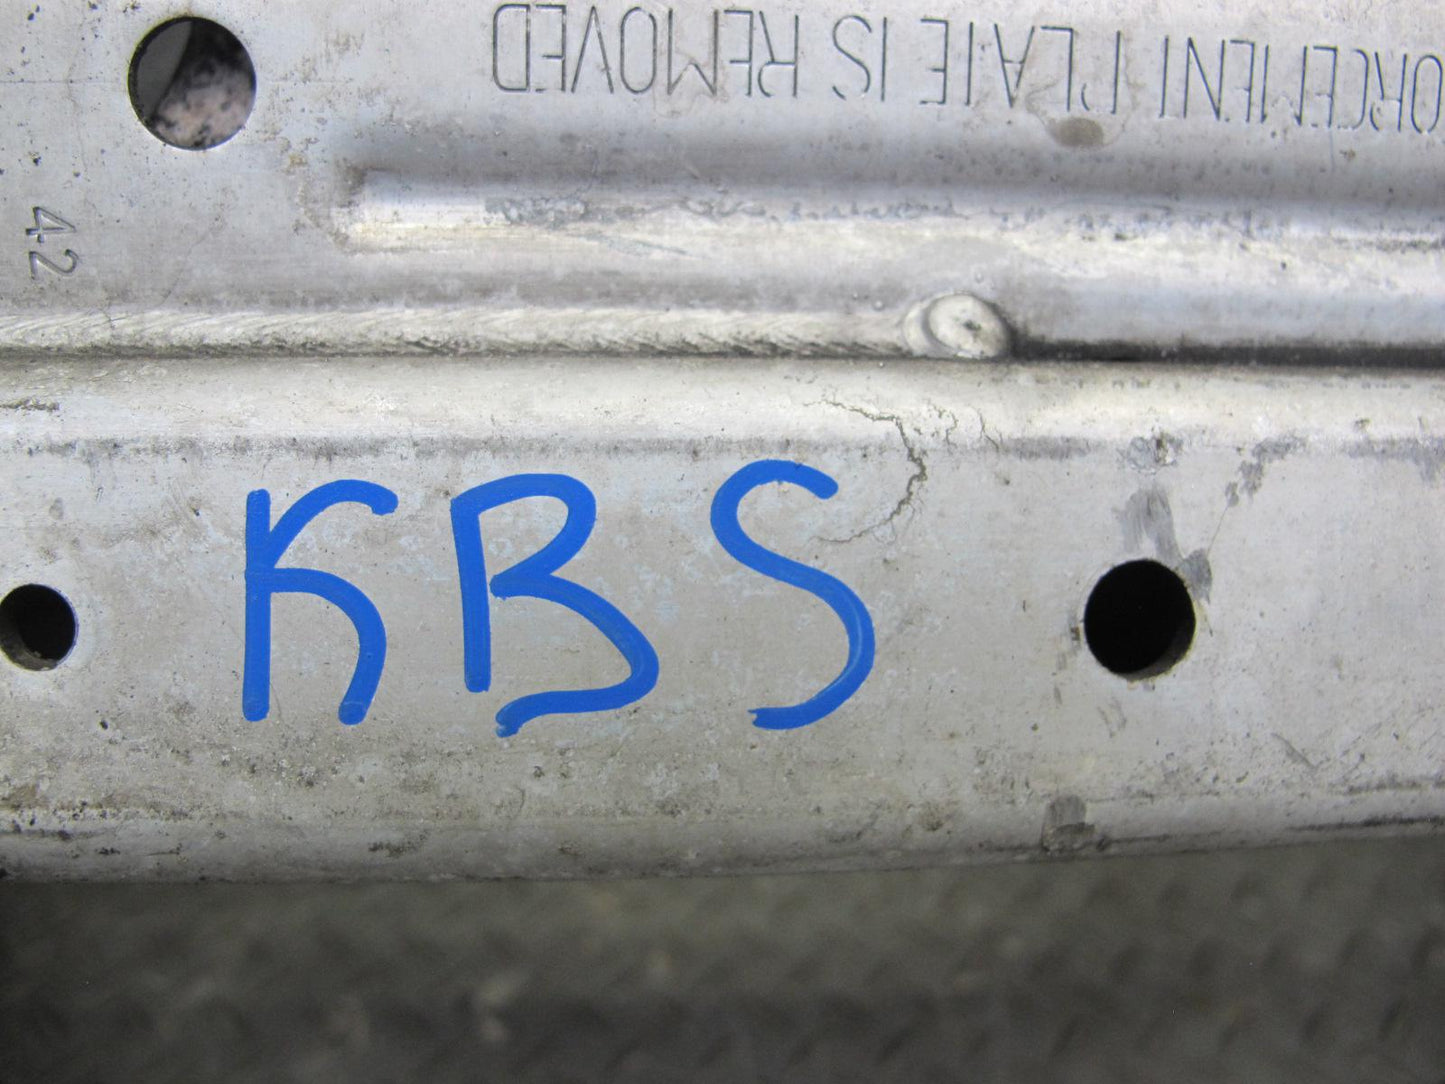 ORCEMENT PLATE IS REMOVED
42
KBS